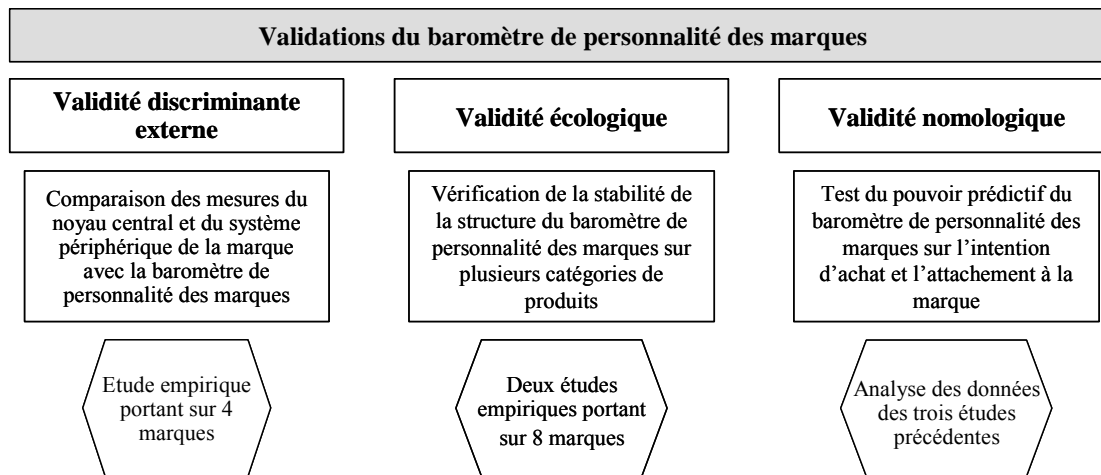 Validations du baromètre de personnalité des marques
Validité discriminante
externe
Validité écologique
Validité nomologique
Comparaison des mesures du
noyau central et du système
périphérique de la marque
avec la baromètre de
personnalité des marques
Vérification de la stabilité de
la structure du baromètre de
personnalité des marques sur
plusieurs catégories de
produits
Test du pouvoir prédictif du
baromètre de personnalité des
marques sur l’intention
d’achat et l’attachement à la
marque
Etude empirique
portant sur 4
marques
Deux études
empiriques portant
sur 8 marques
Analyse des données
des trois études
précédentes